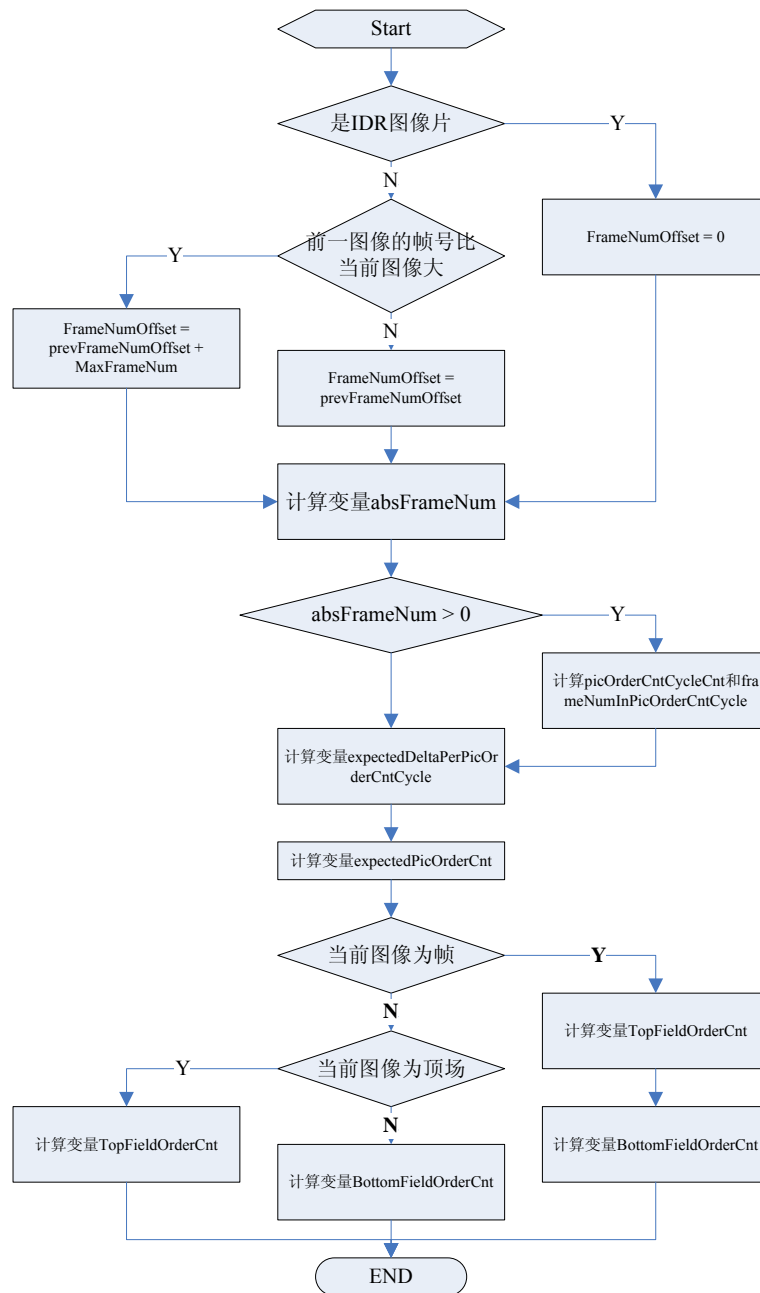 Start
是IDR图像片
Y
N
前一图像的帧号比
当前图像大
Y
FrameNumOffset = 0
N
FrameNumOffset =
prevFrameNumOffset +
MaxFrameNum
FrameNumOffset =
prevFrameNumOffset
计算变量absFrameNum
absFrameNum > 0
Y
计算picOrderCntCycleCnt和fra
meNumInPicOrderCntCycle
计算变量expectedDeltaPerPicOr
derCntCycle
计算变量expectedPicOrderCnt
当前图像为帧
Y
N
计算变量TopFieldOrderCnt
当前图像为顶场
Y
N
计算变量TopFieldOrderCnt
计算变量BottomFieldOrderCnt
计算变量BottomFieldOrderCnt
END